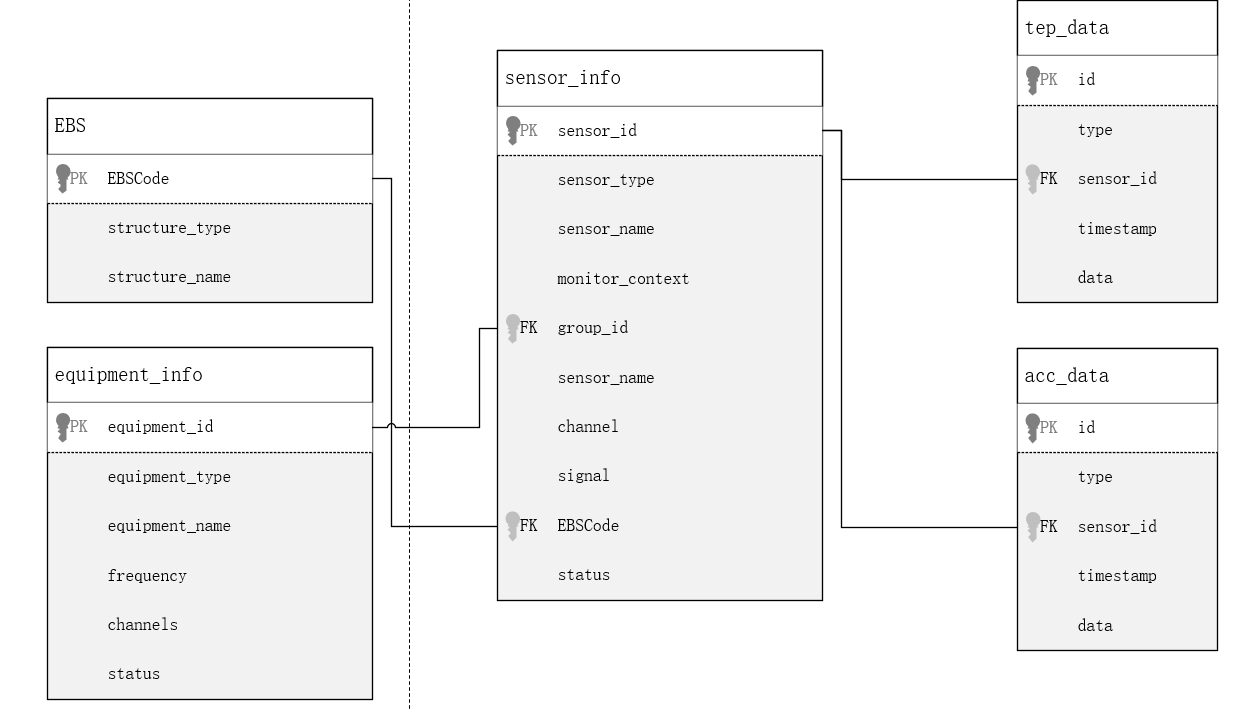 EBS
PK EBSCode
structure_type
structure_name
equipment_info
PK equipment_id
equipment_type
equipment_name
frequency
channels
status
sensor_info
PK sensor_id
sensor_type
sensor_name
monitor_context
FK group_id
sensor_name
channel
signal
FK EBSCode
status
tep_data
PK id
type
FK sensor_id
timestamp
data
acc_data
PK id
type
FK sensor_id
timestamp
data